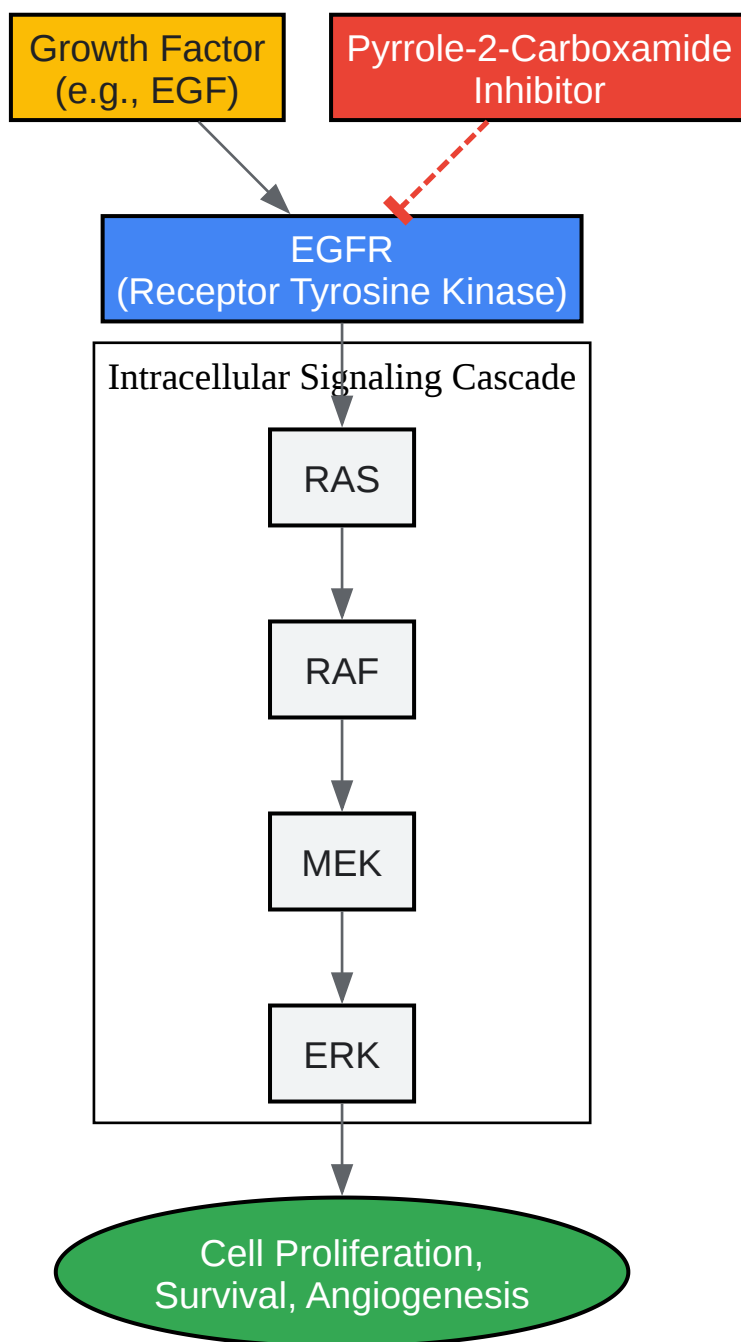 Growth Factor
(e.g., EGF)
Pyrrole-2-Carboxamide
Inhibitor
EGFR
(Receptor Tyrosine Kinase)
Intracellular Signaling Cascade
RAS
RAF
MEK
ERK
Cell Proliferation,
Survival, Angiogenesis